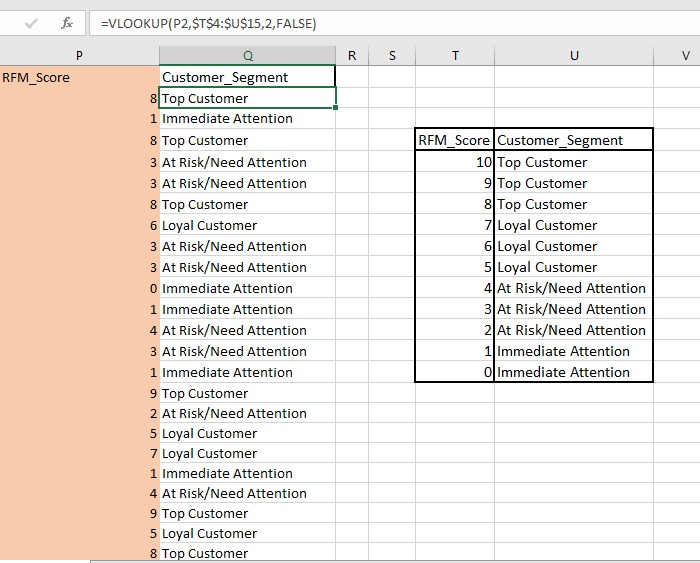 fx =VLOOKUP(P2,$T$4:$U$15,2,FALSE)
P Q R S T U V
RFM_Score Customer_Segment
8 Top Customer
1 Immediate Attention
8 Top Customer RFM_Score Customer_Segment
3 At Risk/Need Attention 10 Top Customer
3 At Risk/Need Attention 9 Top Customer
8 Top Customer 8 Top Customer
6 Loyal Customer 7 Loyal Customer
3 At Risk/Need Attention 6 Loyal Customer
3 At Risk/Need Attention 5 Loyal Customer
0 Immediate Attention 4 At Risk/Need Attention
1 Immediate Attention 3 At Risk/Need Attention
4 At Risk/Need Attention 2 At Risk/Need Attention
3 At Risk/Need Attention 1 Immediate Attention
1 Immediate Attention 0 Immediate Attention
9 Top Customer
2 At Risk/Need Attention
5 Loyal Customer
7 Loyal Customer
1 Immediate Attention
4 At Risk/Need Attention
9 Top Customer
5 Loyal Customer
8 Top Customer